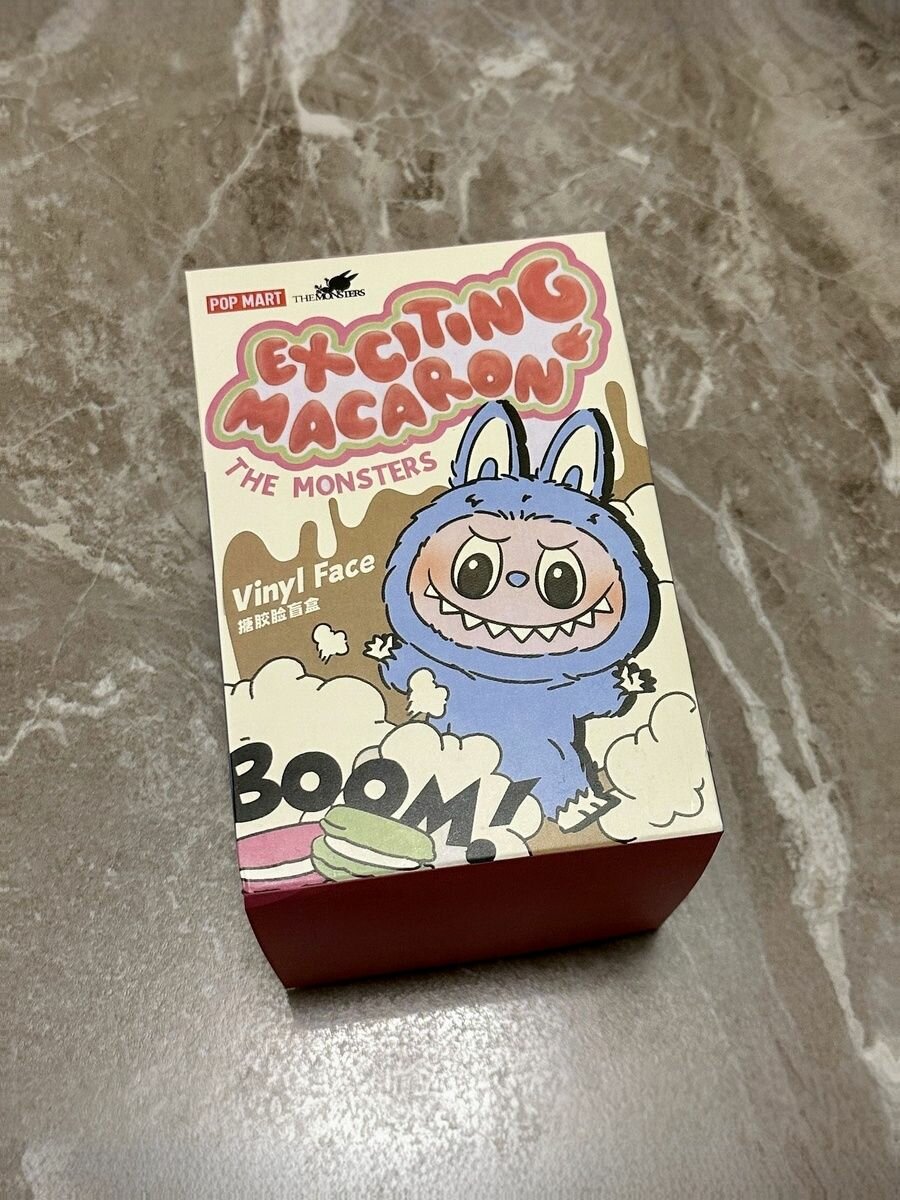 POP MART THE MONSTERS
EXCITING
MACARON
THE MONSTERS
Vinyl Face
搪胶脸盲盒
BOOM!